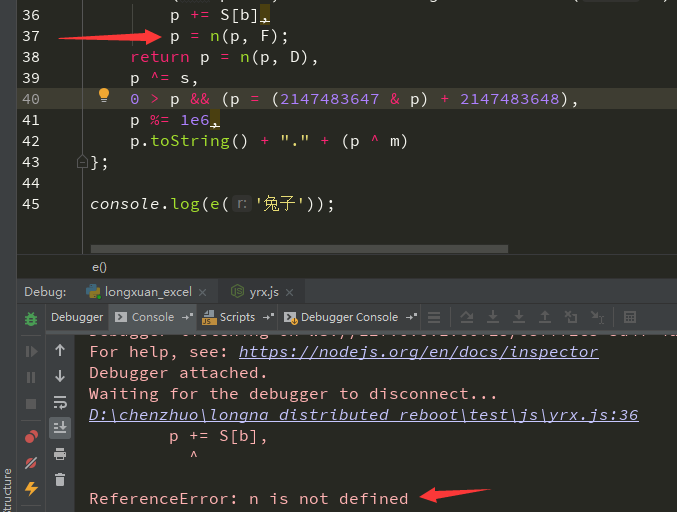 36 p += S[b],
37 p = n(p, F);
38 return p = n(p, D),
39 p ^= s,
40 0 > p && (p = (2147483647 & p) + 2147483648),
41 p %= 1e6,
42 p.toString() + "." + (p ^ m)
43 };
44
45 console.log(e( r: '兔子'));
e()
Debug: longxuan_excel × yrx.js ×
Debugger Console Scripts Debugger Console
For help, see: https://nodejs.org/en/docs/inspector
Debugger attached.
Waiting for the debugger to disconnect...
D:\chenzhuo\longna_distributed_reboot\test\js\yrx.js:36
p += S[b],
^
ReferenceError: n is not defined
Structure